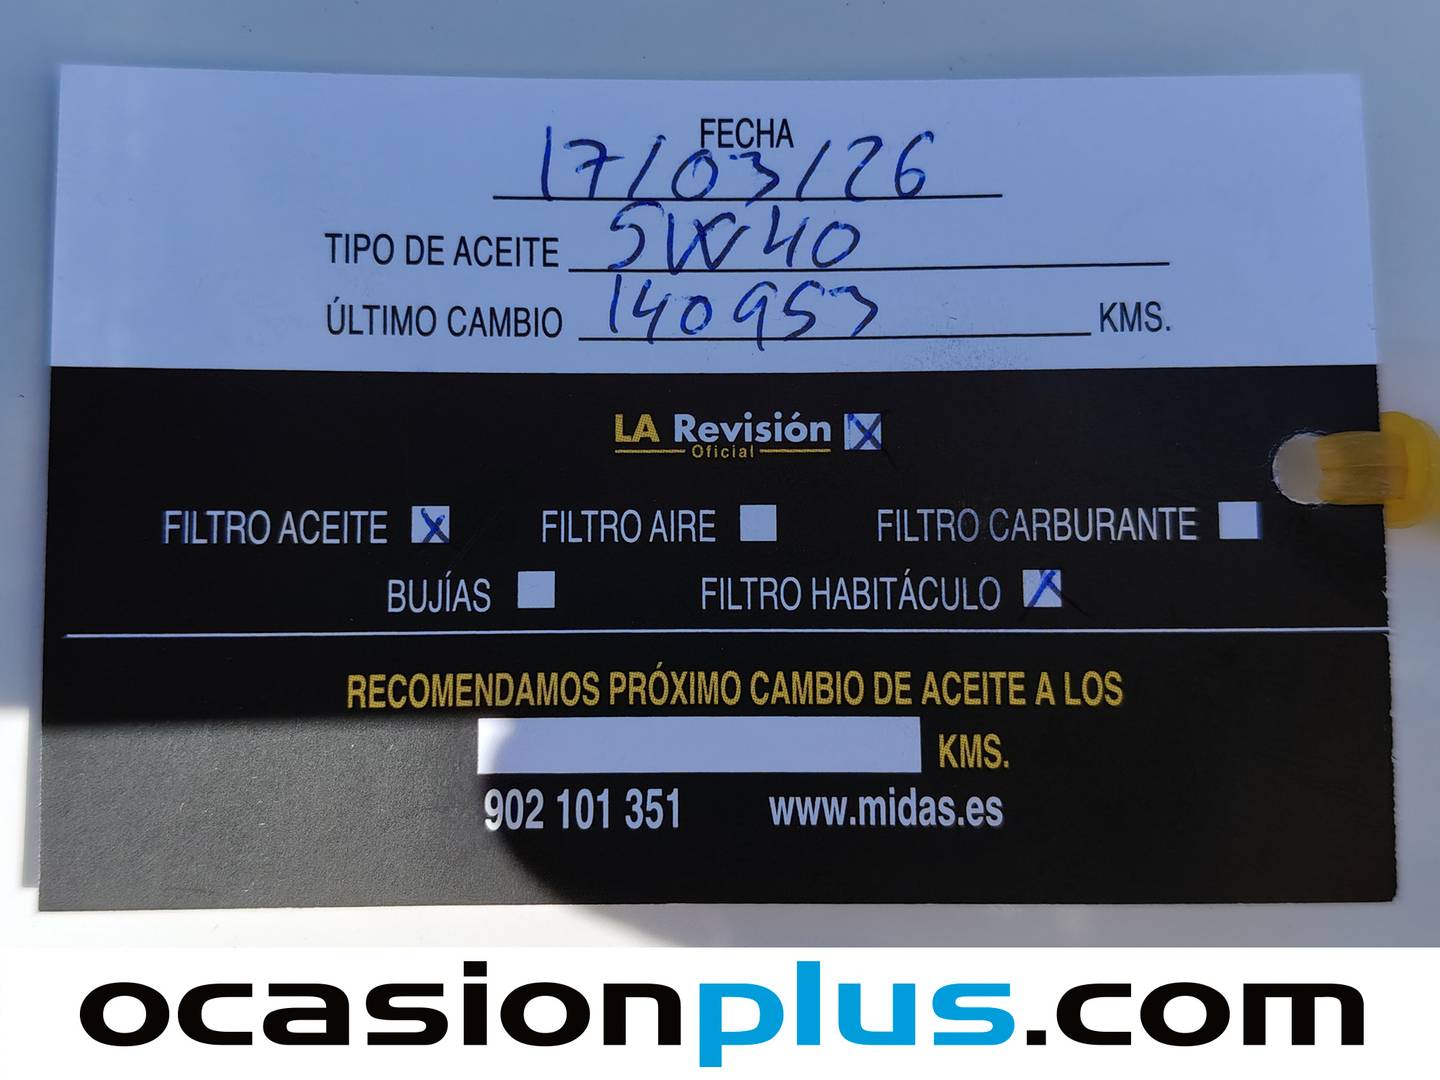 FECHA
17/03/26
TIPO DE ACEITE 5W40
ÚLTIMO CAMBIO 140953 KMS.
LA Revisión
Oficial
FILTRO ACEITE FILTRO AIRE FILTRO CARBURANTE
BUJÍAS FILTRO HABITÁCULO
RECOMENDAMOS PRÓXIMO CAMBIO DE ACEITE A LOS
KMS.
902 101 351 www.midas.es
ocasionplus.com